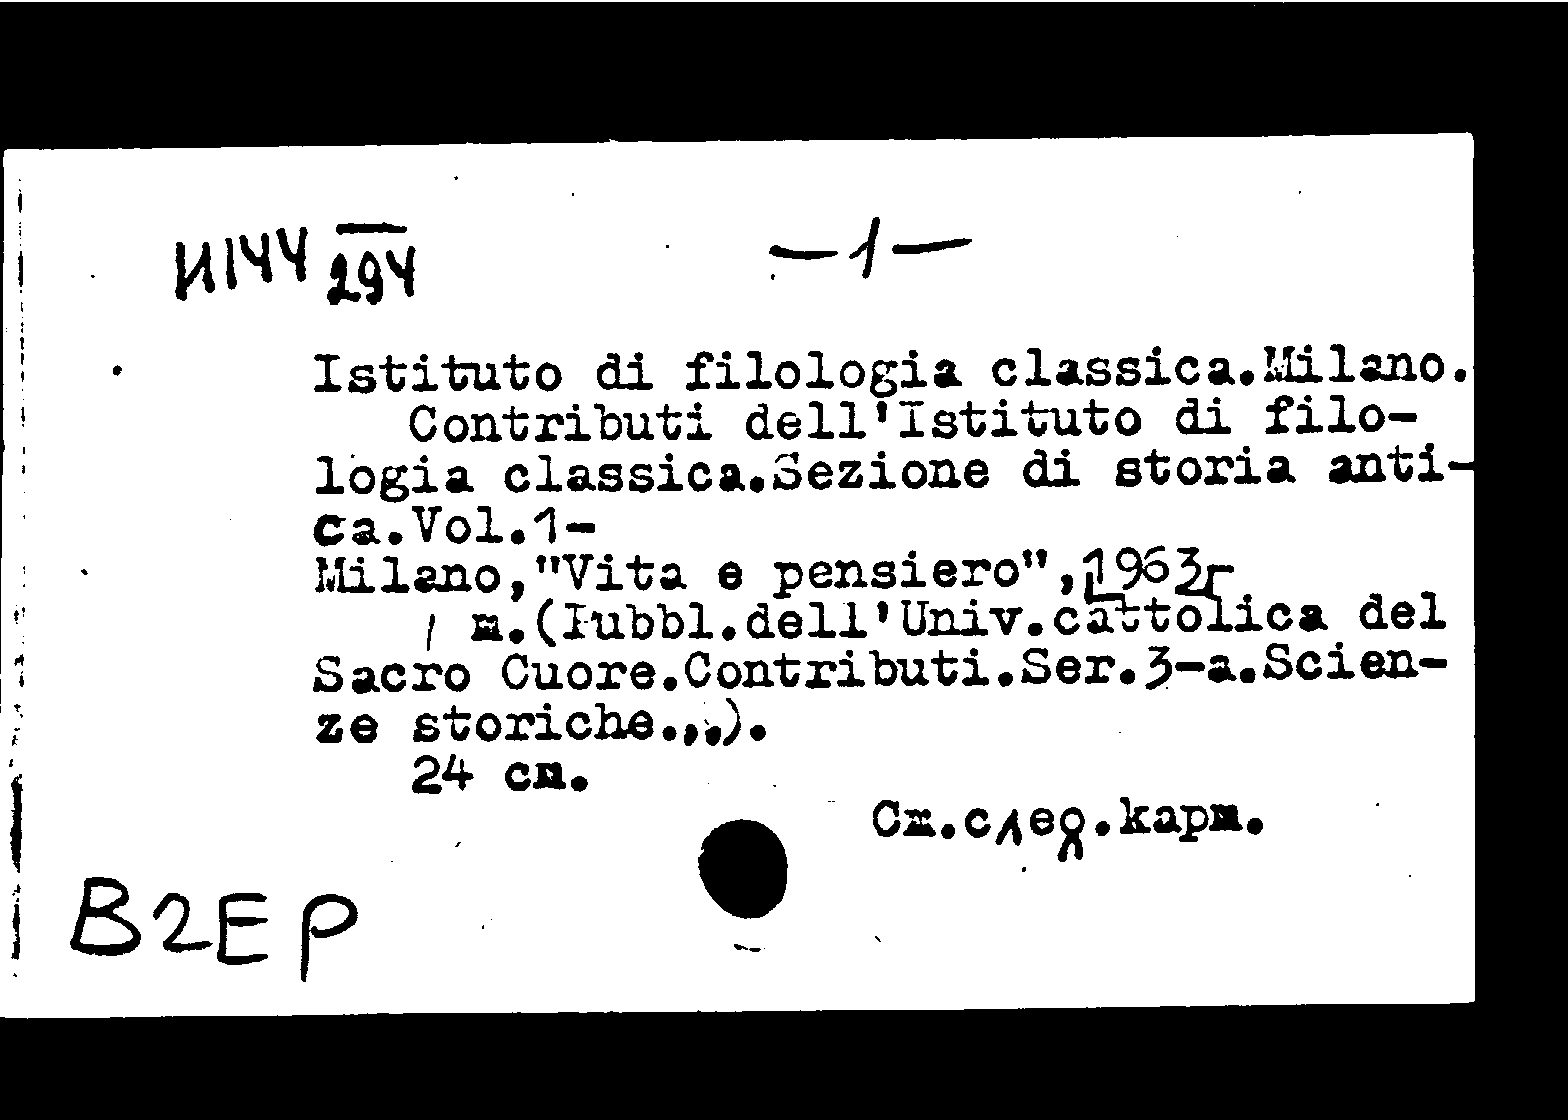 И144 294 —1—
Istituto di filologia classica.Milano.
Contributi dell'Istituto di filo-
logia classica.Sezione di storia anti-
ca.Vol.1-
Milano,"Vita e pensiero",1963г
м.(Pubbl.dell'Univ.cattolica del
Sacro Cuore.Contributi.Ser.3-a.Scien-
ze storiche.,.).
24 см.
См.след.карт.
В2ЕР